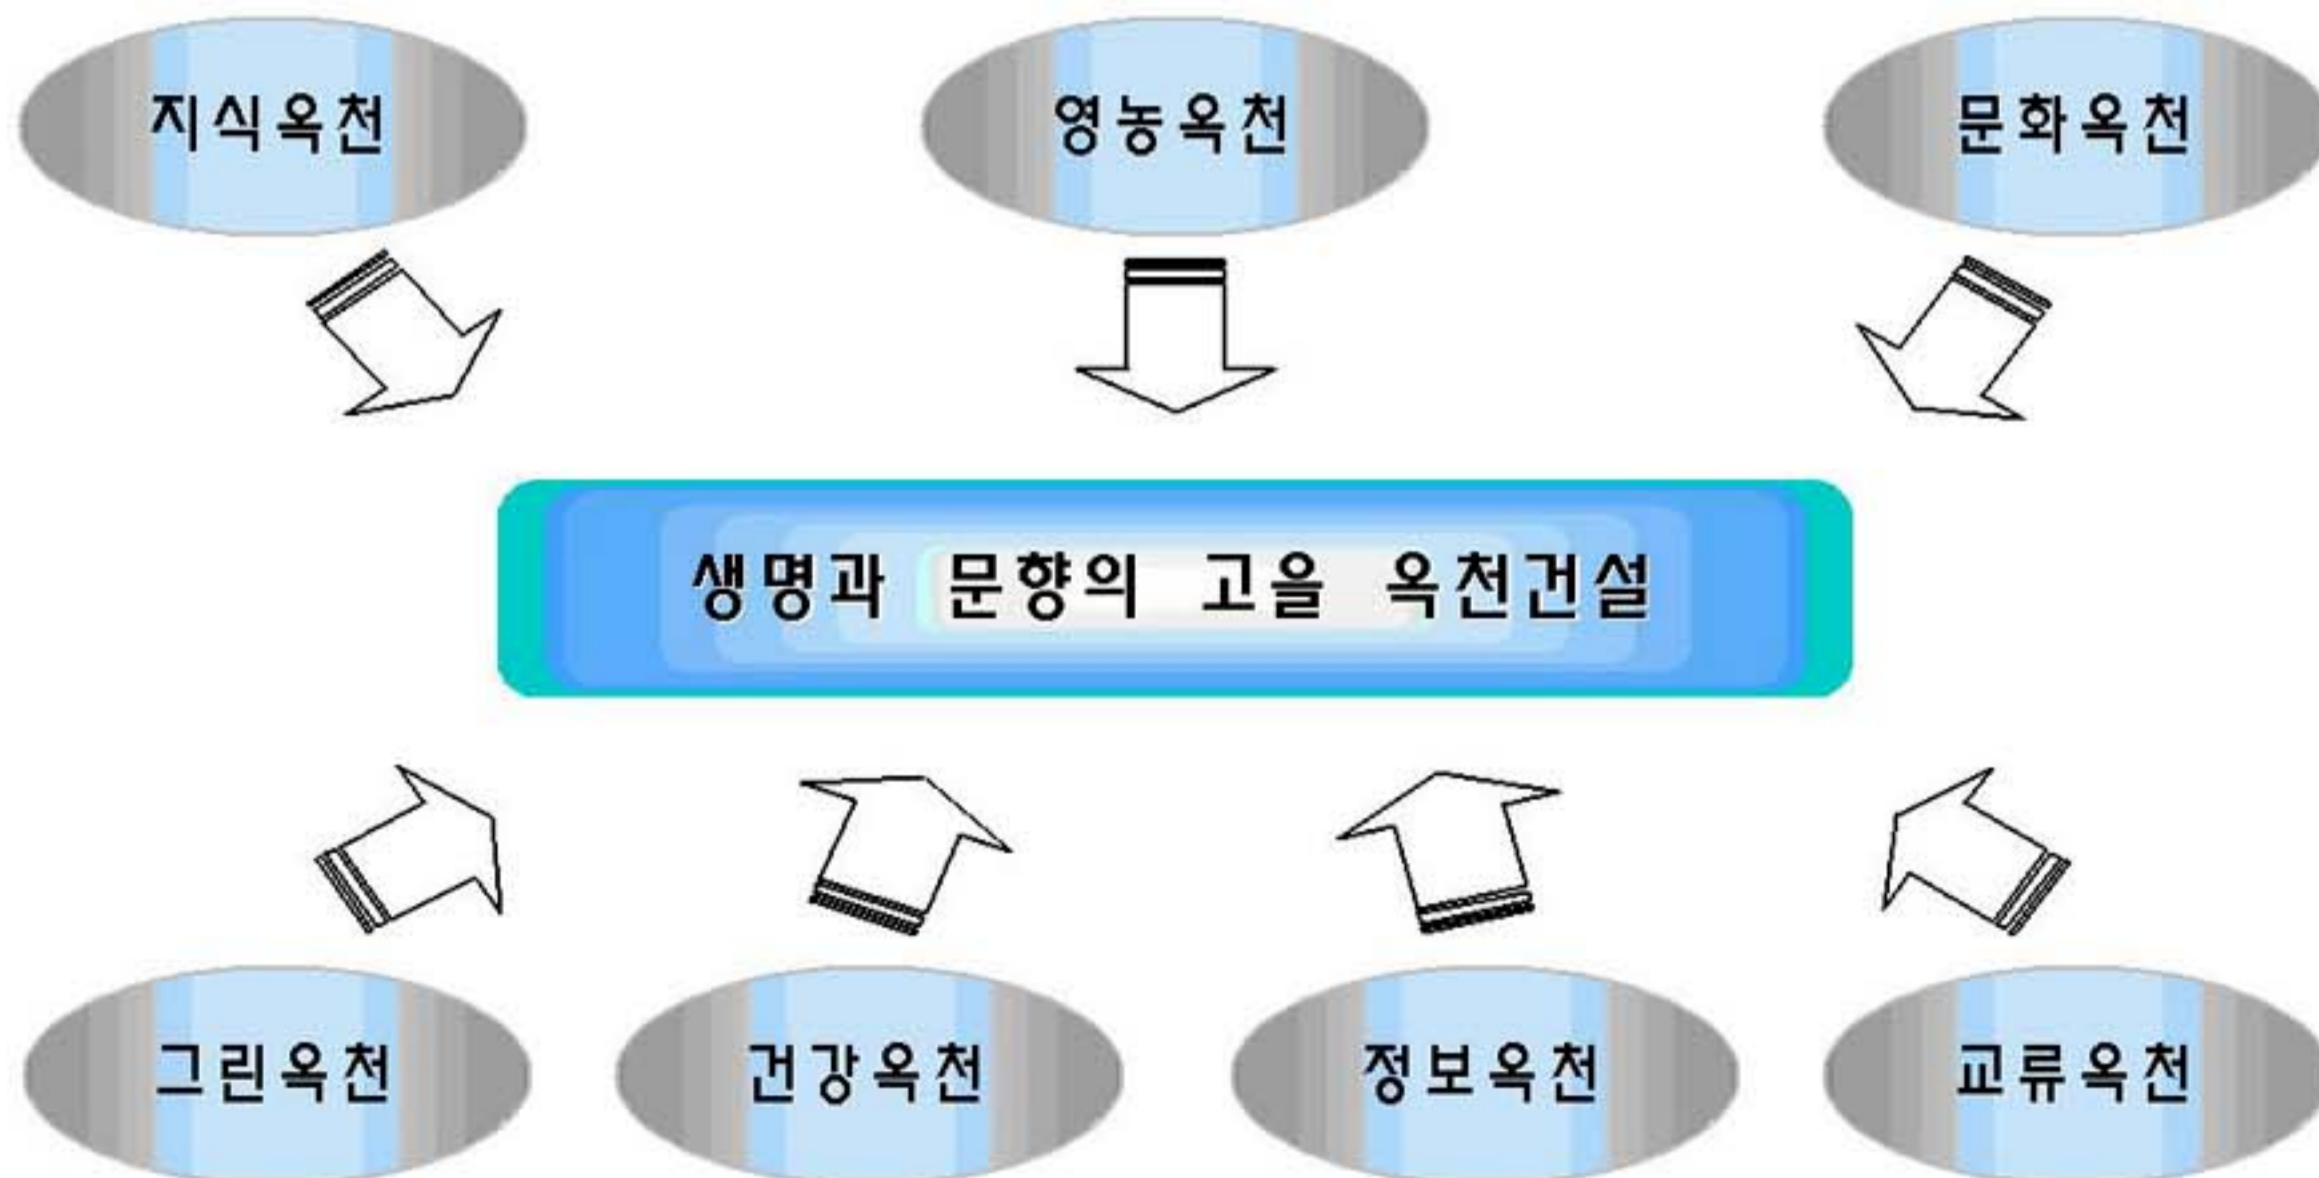 지식옥천
영농옥천
문화옥천
생명과 문향의 고을 옥천건설
그린옥천
건강옥천
정보옥천
교류옥천